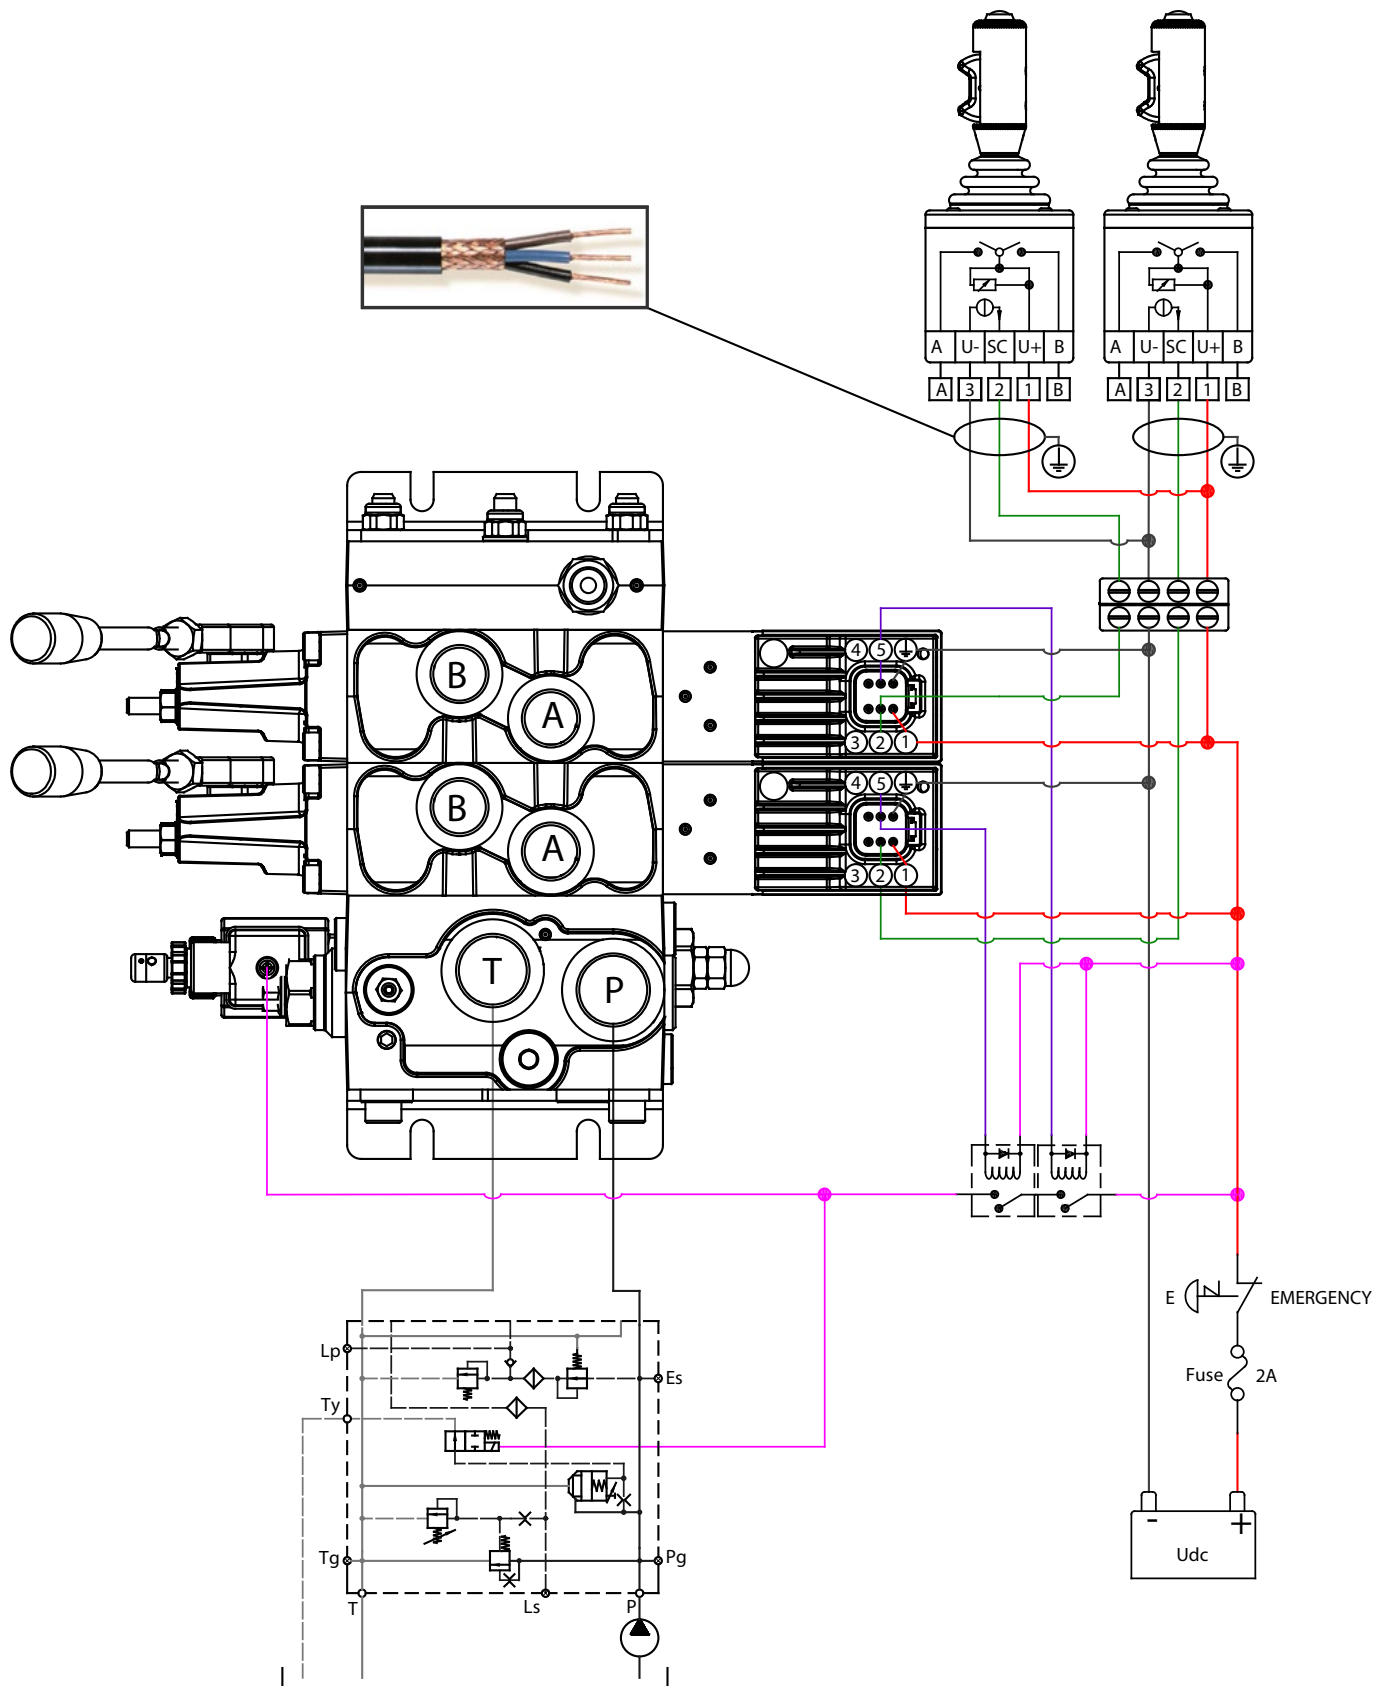 A U- SC U+ B A U- SC U+ B
A 3 2 1 B A 3 2 1 B
4 5
B
A
3 2 1
4 5
B
A
3 2 1
T
P
E EMERGENCY
Fuse 2A
Lp
Es
Ty
- +
Udc
Tg
Pg
T
Ls
P